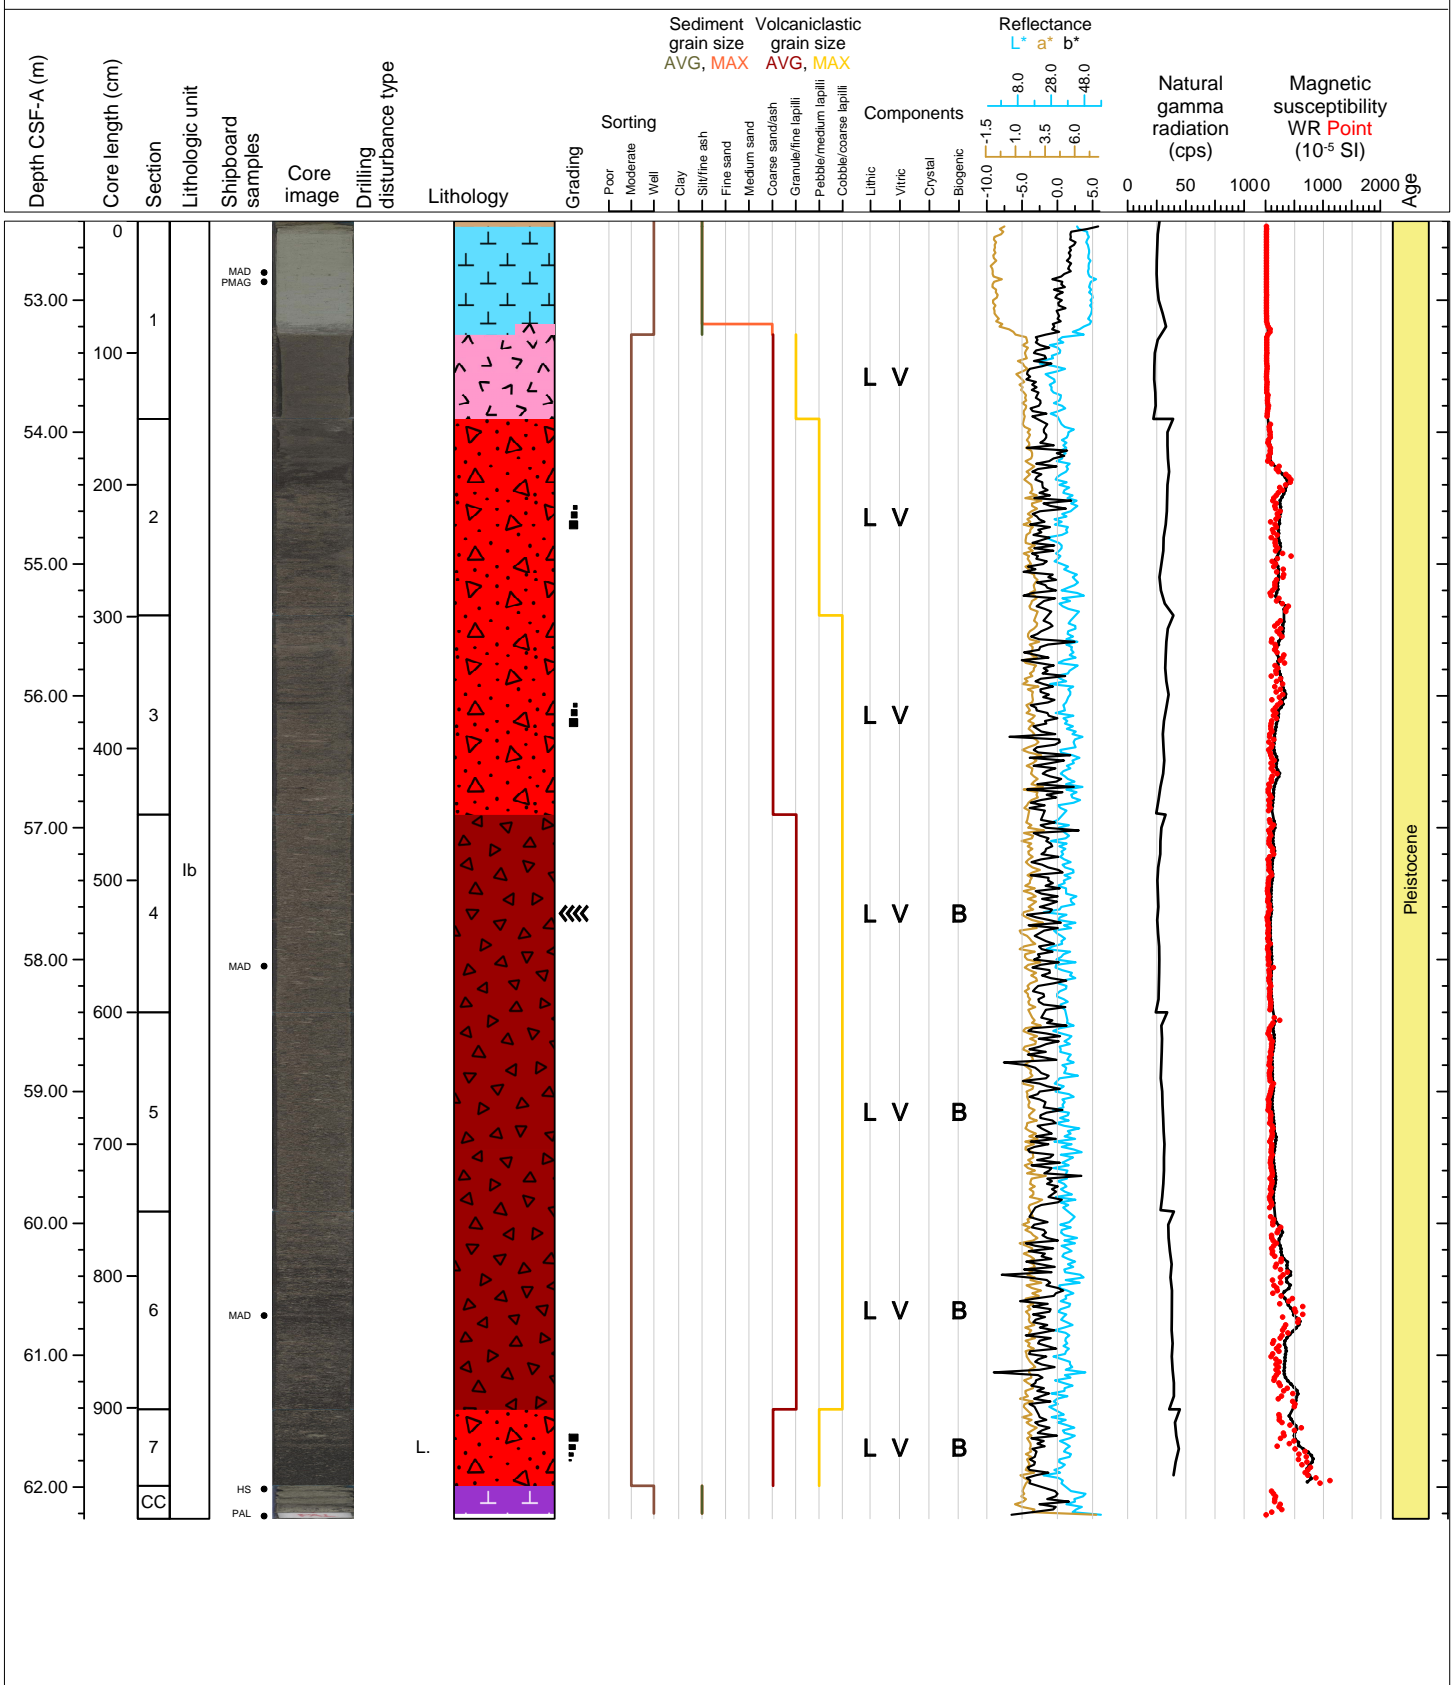 Depth CSF-A (m)
Core length (cm)
Section
Lithologic unit
Shipboard
samples
Core
image
Drilling
disturbance type
Lithology
Grading
Sorting
Poor
Moderate
Well
Sediment
grain size
AVG, MAX
Volcaniclastic
grain size
AVG, MAX
Clay
Silt/fine ash
Fine sand
Medium sand
Coarse sand/ash
Granule/fine lapilli
Pebble/medium lapilli
Cobble/coarse lapilli
Components
Lithic
Vitric
Crystal
Biogenic
Reflectance
L* a* b*
8.0 28.0 48.0
-1.5 1.0 3.5 6.0
-10.0 -5.0 0.0 5.0
Natural
gamma
radiation
(cps)
0 50 100
Magnetic
susceptibility
WR Point
(10-5 SI)
0 1000 2000
Age
0
MAD
PMAG
53.00
1
100
L V
54.00
200
2
L V
55.00
300
56.00
3
L V
400
57.00
Ib
Pleistocene
500
4
L V B
58.00
MAD
600
59.00
5
L V B
700
60.00
800
6
L V B
MAD
61.00
900
7
L.
L V B
62.00
HS
CC
PAL